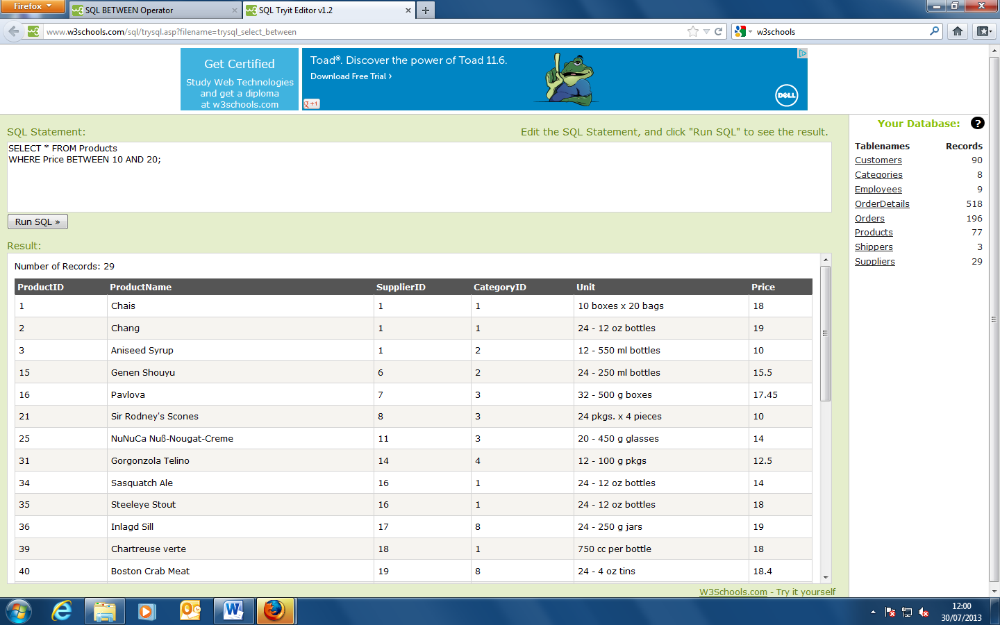 Firefox
SQL BETWEEN Operator
SQL Tryit Editor v1.2
www.w3schools.com/sql/trysql.asp?filename=trysql_select_between
w3schools
Get Certified
Study Web Technologies
and get a diploma
at w3schools.com
Toad®. Discover the power of Toad 11.6.
Download Free Trial ›
g +1
DELL
SQL Statement:
Edit the SQL Statement, and click "Run SQL" to see the result.
SELECT * FROM Products
WHERE Price BETWEEN 10 AND 20;
Run SQL »
Result:
Number of Records: 29
ProductID ProductName SupplierID CategoryID Unit Price
1 Chais 1 1 10 boxes x 20 bags 18
2 Chang 1 1 24 - 12 oz bottles 19
3 Aniseed Syrup 1 2 12 - 550 ml bottles 10
15 Genen Shouyu 6 2 24 - 250 ml bottles 15.5
16 Pavlova 7 3 32 - 500 g boxes 17.45
21 Sir Rodney's Scones 8 3 24 pkgs. x 4 pieces 10
25 NuNuCa Nuß-Nougat-Creme 11 3 20 - 450 g glasses 14
31 Gorgonzola Telino 14 4 12 - 100 g pkgs 12.5
34 Sasquatch Ale 16 1 24 - 12 oz bottles 14
35 Steeleye Stout 16 1 24 - 12 oz bottles 18
36 Inlagd Sill 17 8 24 - 250 g jars 19
39 Chartreuse verte 18 1 750 cc per bottle 18
40 Boston Crab Meat 19 8 24 - 4 oz tins 18.4
Your Database: ?
Tablenames Records
Customers 90
Categories 8
Employees 9
OrderDetails 518
Orders 196
Products 77
Shippers 3
Suppliers 29
W3Schools.com - Try it yourself
12:00
30/07/2013